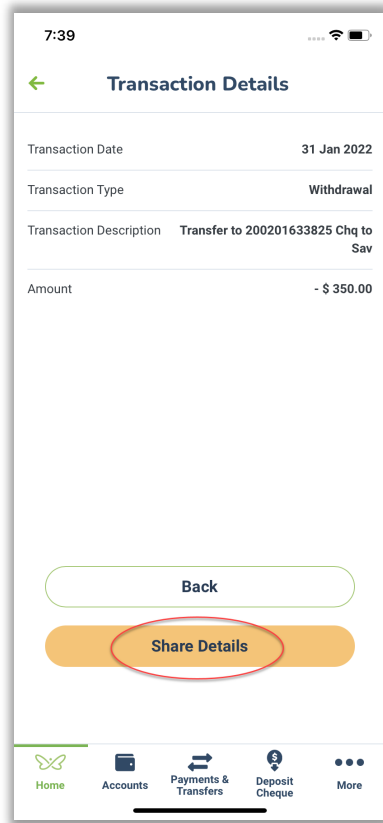 7:39
Transaction Details
Transaction Date 31 Jan 2022
Transaction Type Withdrawal
Transaction Description Transfer to 200201633825 Chq to
Sav
Amount - $ 350.00
Back
Share Details
Home Accounts Payments &
Transfers Deposit
Cheque More